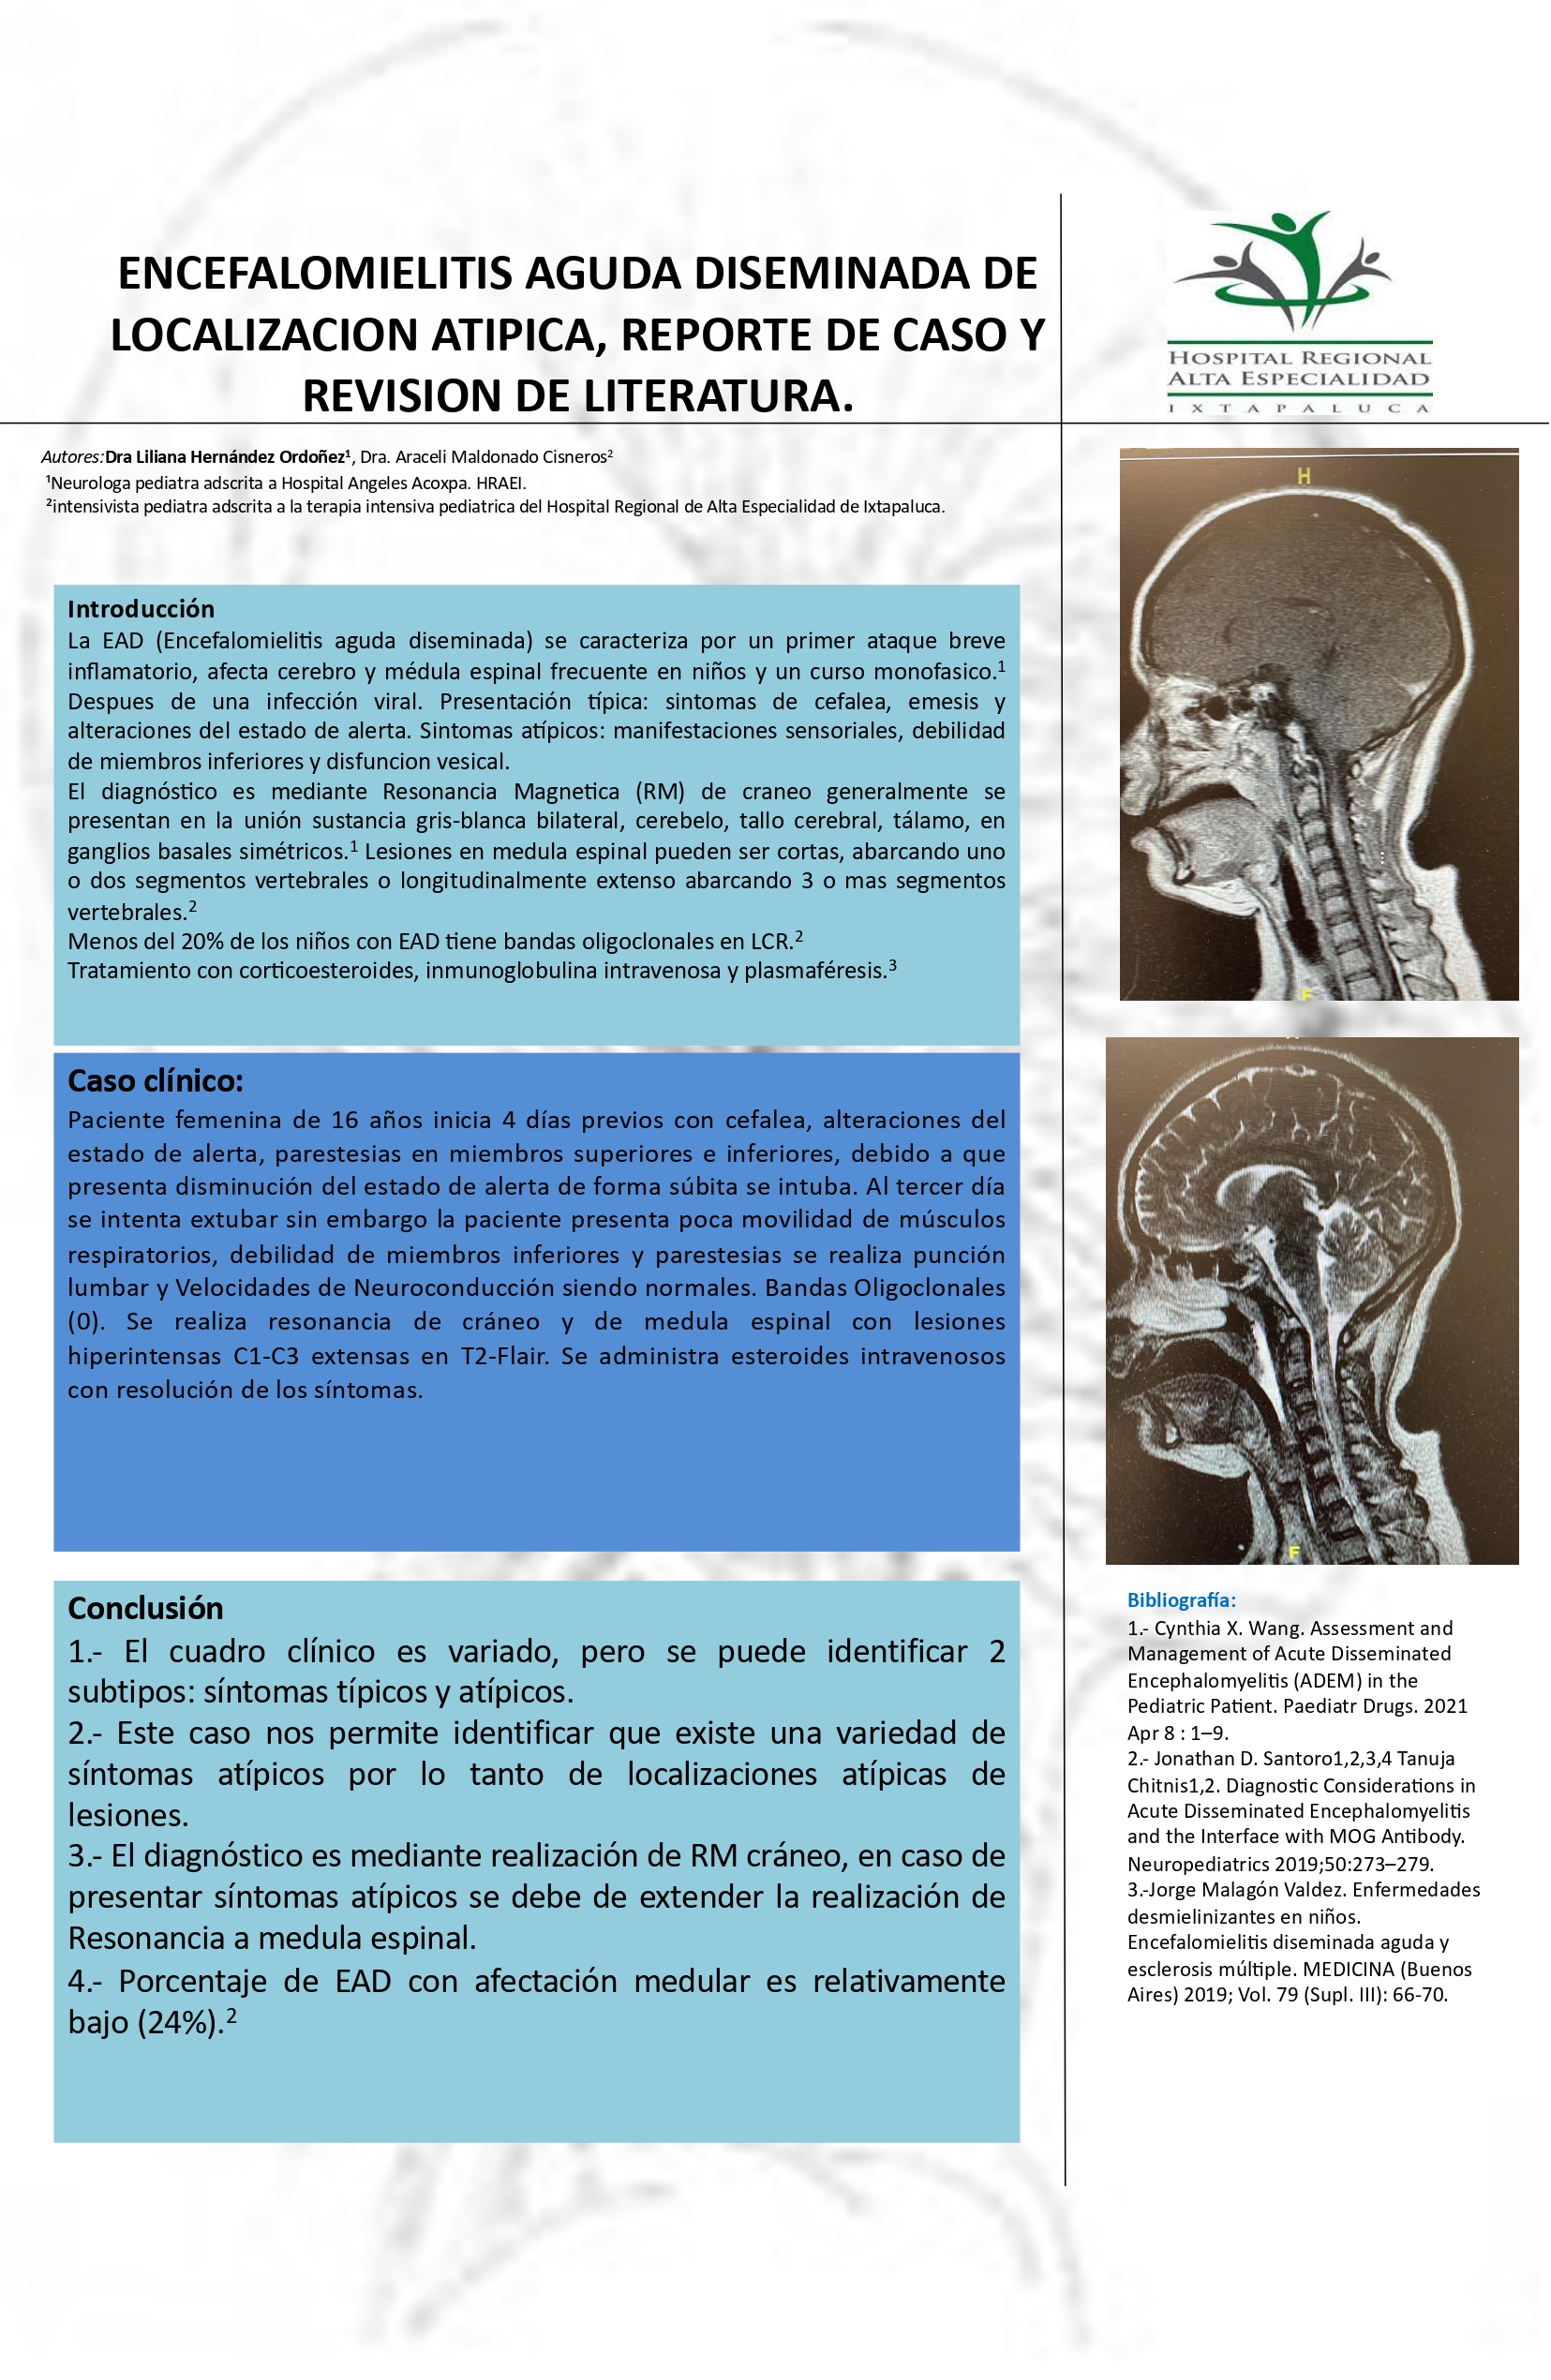 ENCEFALOMIELITIS AGUDA DISEMINADA DE
LOCALIZACION ATIPICA, REPORTE DE CASO Y
REVISION DE LITERATURA.
HOSPITAL REGIONAL
ALTA ESPECIALIDAD
IXTAPALUCA
Autores:Dra Liliana Hernández Ordoñez¹, Dra. Araceli Maldonado Cisneros²
¹Neurologa pediatra adscrita a Hospital Angeles Acoxpa. HRAEI.
²intensivista pediatra adscrita a la terapia intensiva pediatrica del Hospital Regional de Alta Especialidad de Ixtapaluca.
Introducción
La EAD (Encefalomielitis aguda diseminada) se caracteriza por un primer ataque breve
inflamatorio, afecta cerebro y médula espinal frecuente en niños y un curso monofasico.¹
Despues de una infección viral. Presentación típica: sintomas de cefalea, emesis y
alteraciones del estado de alerta. Sintomas atípicos: manifestaciones sensoriales, debilidad
de miembros inferiores y disfuncion vesical.
El diagnóstico es mediante Resonancia Magnetica (RM) de craneo generalmente se
presentan en la unión sustancia gris-blanca bilateral, cerebelo, tallo cerebral, tálamo, en
ganglios basales simétricos.¹ Lesiones en medula espinal pueden ser cortas, abarcando uno
o dos segmentos vertebrales o longitudinalmente extenso abarcando 3 o mas segmentos
vertebrales.²
Menos del 20% de los niños con EAD tiene bandas oligoclonales en LCR.²
Tratamiento con corticoesteroides, inmunoglobulina intravenosa y plasmaféresis.³
Caso clínico:
Paciente femenina de 16 años inicia 4 días previos con cefalea, alteraciones del
estado de alerta, parestesias en miembros superiores e inferiores, debido a que
presenta disminución del estado de alerta de forma súbita se intuba. Al tercer día
se intenta extubar sin embargo la paciente presenta poca movilidad de músculos
respiratorios, debilidad de miembros inferiores y parestesias se realiza punción
lumbar y Velocidades de Neuroconducción siendo normales. Bandas Oligoclonales
(0). Se realiza resonancia de cráneo y de medula espinal con lesiones
hiperintensas C1-C3 extensas en T2-Flair. Se administra esteroides intravenosos
con resolución de los síntomas.
Conclusión
1.- El cuadro clínico es variado, pero se puede identificar 2
subtipos: síntomas típicos y atípicos.
2.- Este caso nos permite identificar que existe una variedad de
síntomas atípicos por lo tanto de localizaciones atípicas de
lesiones.
3.- El diagnóstico es mediante realización de RM cráneo, en caso de
presentar síntomas atípicos se debe de extender la realización de
Resonancia a medula espinal.
4.- Porcentaje de EAD con afectación medular es relativamente
bajo (24%).²
H
F
F
Bibliografía:
1.- Cynthia X. Wang. Assessment and
Management of Acute Disseminated
Encephalomyelitis (ADEM) in the
Pediatric Patient. Paediatr Drugs. 2021
Apr 8 : 1–9.
2.- Jonathan D. Santoro1,2,3,4 Tanuja
Chitnis1,2. Diagnostic Considerations in
Acute Disseminated Encephalomyelitis
and the Interface with MOG Antibody.
Neuropediatrics 2019;50:273–279.
3.-Jorge Malagón Valdez. Enfermedades
desmielinizantes en niños.
Encefalomielitis diseminada aguda y
esclerosis múltiple. MEDICINA (Buenos
Aires) 2019; Vol. 79 (Supl. III): 66-70.